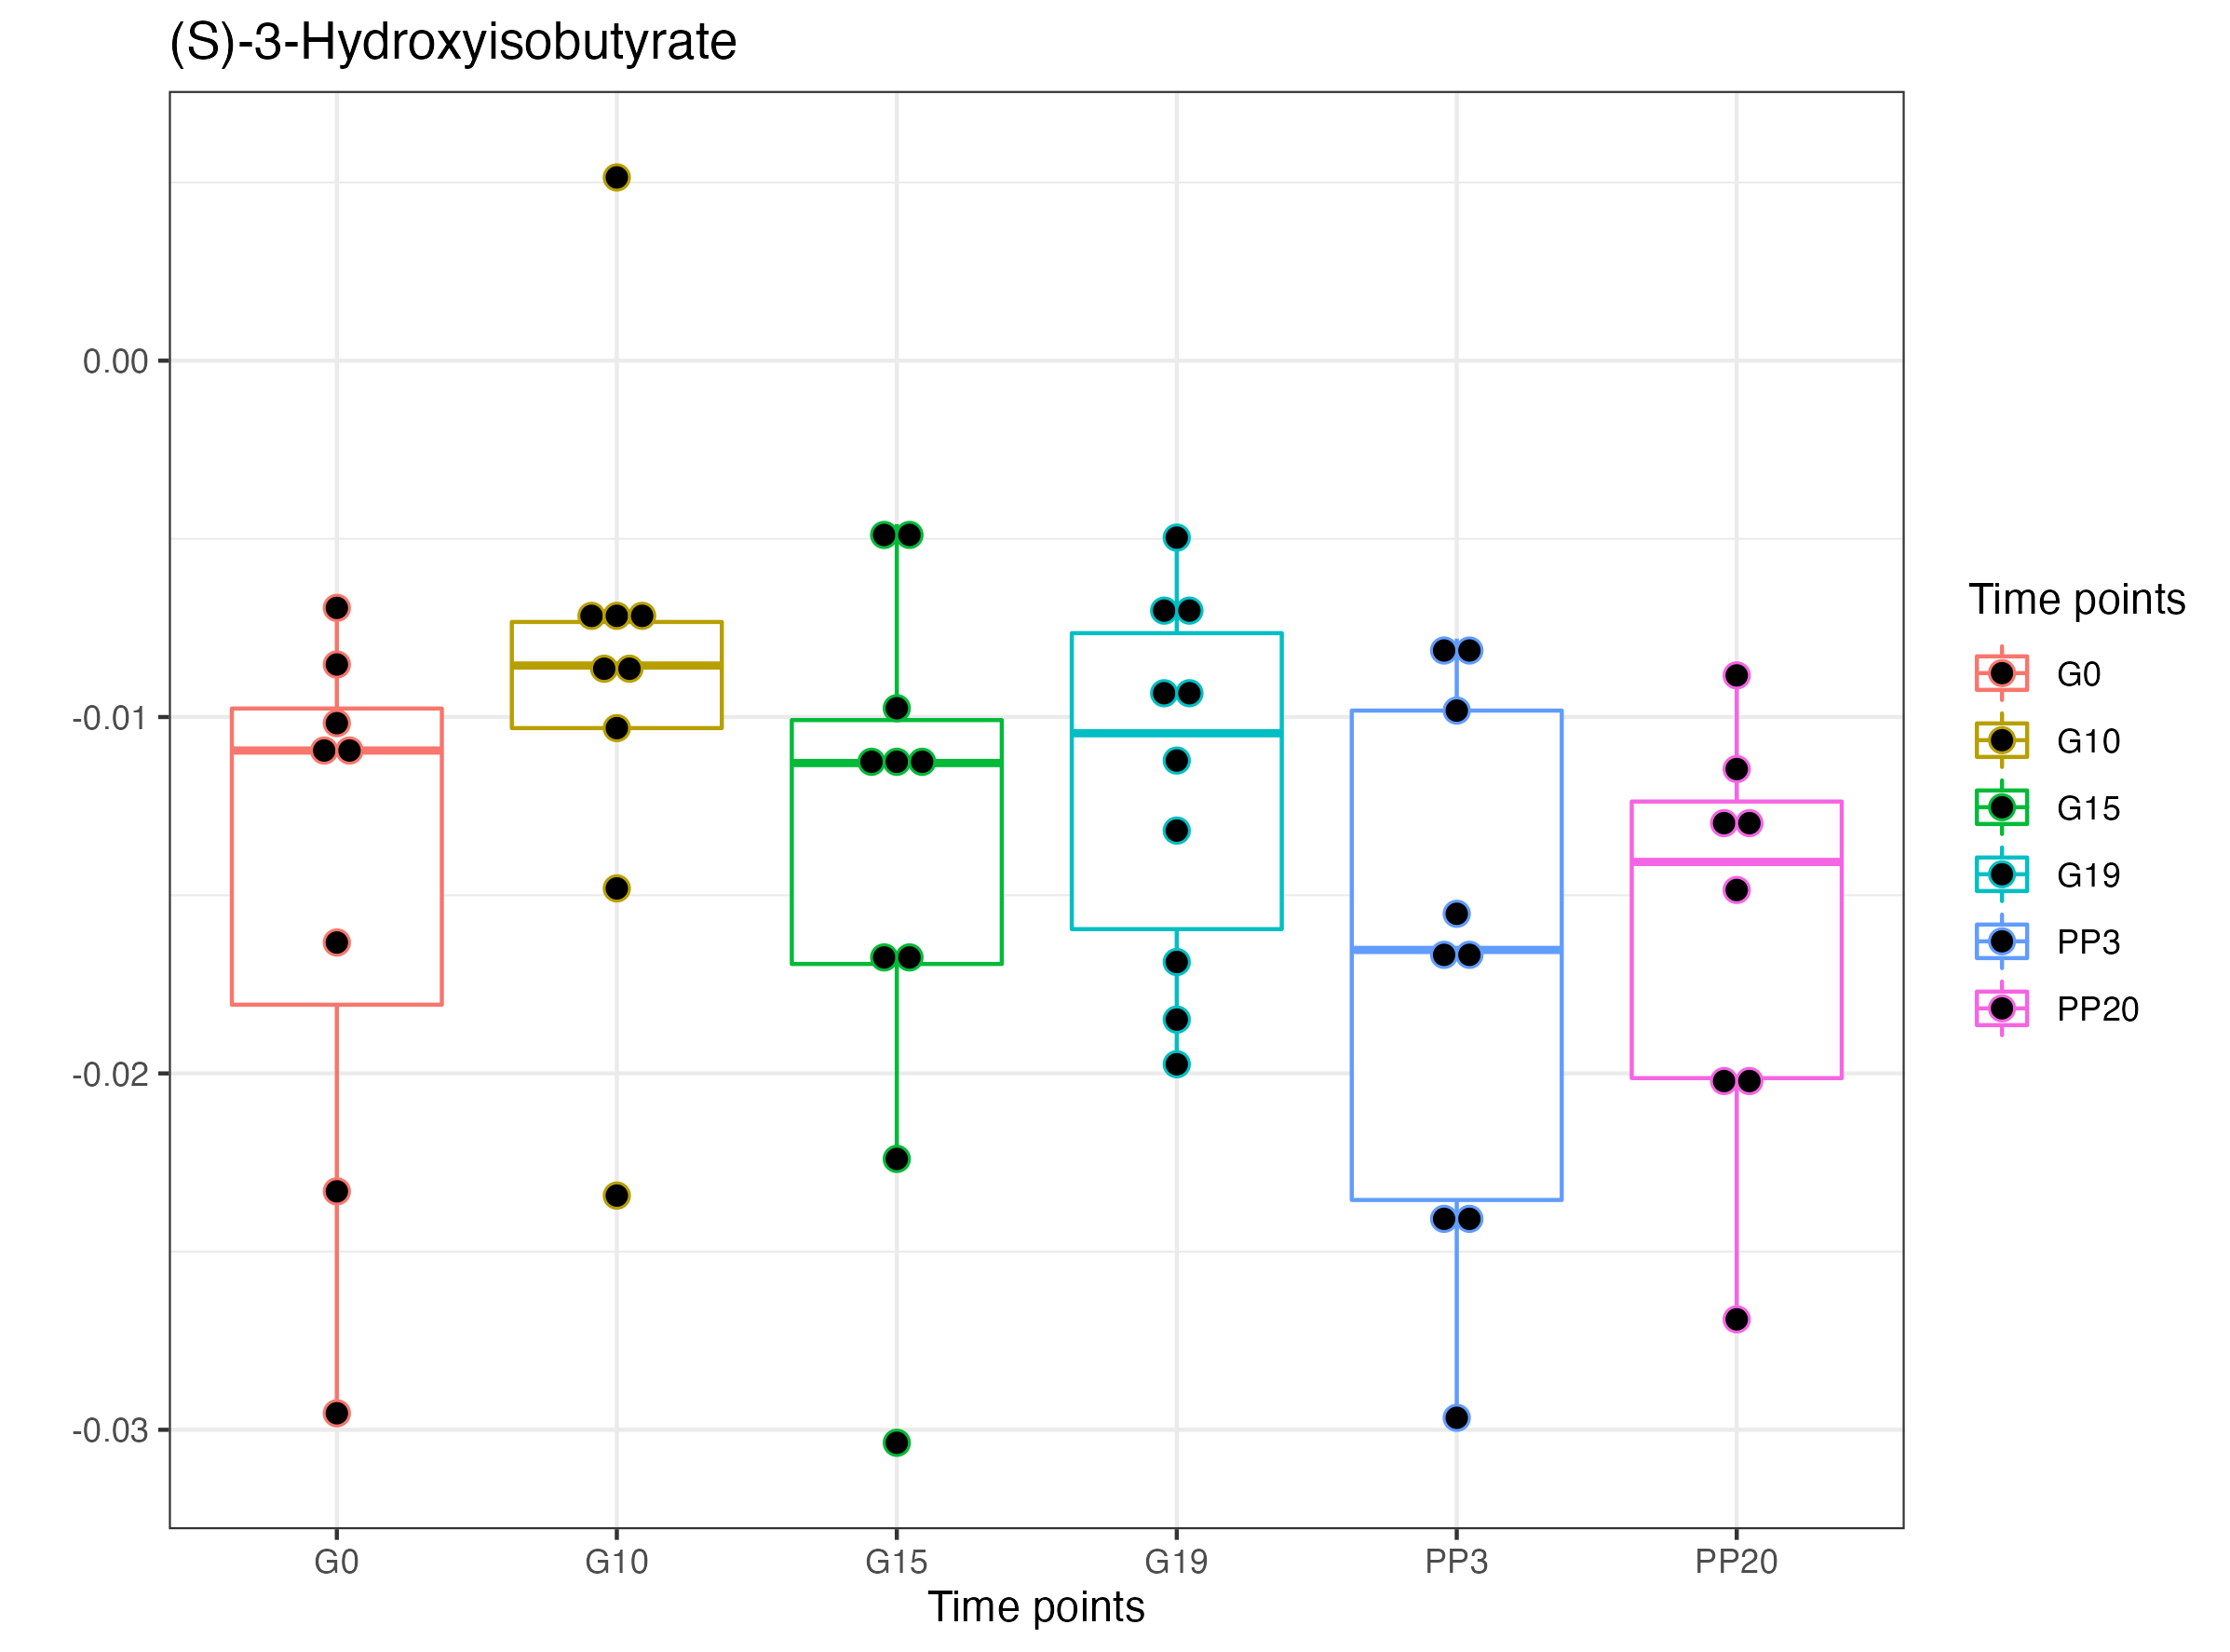 (S)-3-Hydroxyisobutyrate
0.00
-0.01
-0.02
-0.03
G0 G10 G15 G19 PP3 PP20
Time points
Time points
G0
G10
G15
G19
PP3
PP20